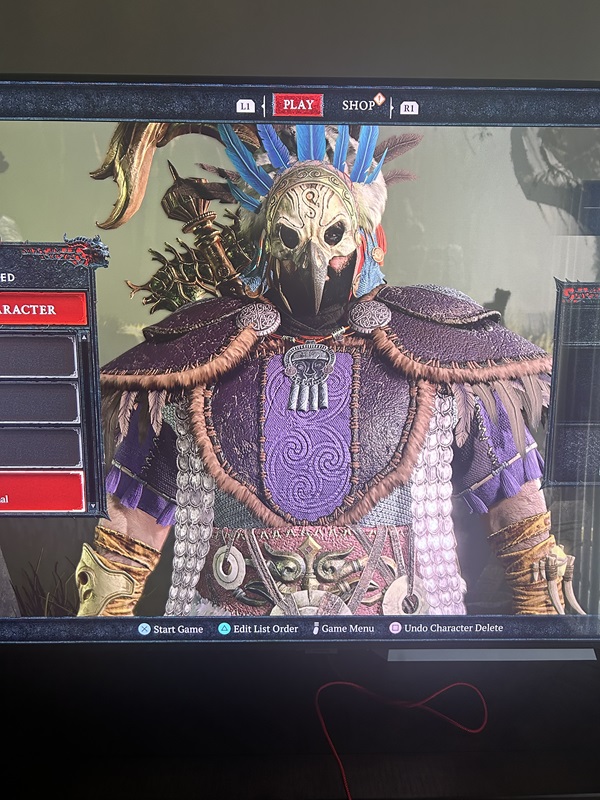 L1 PLAY SHOP R1
ED
ARACTER
al
Start Game Edit List Order Game Menu Undo Character Delete